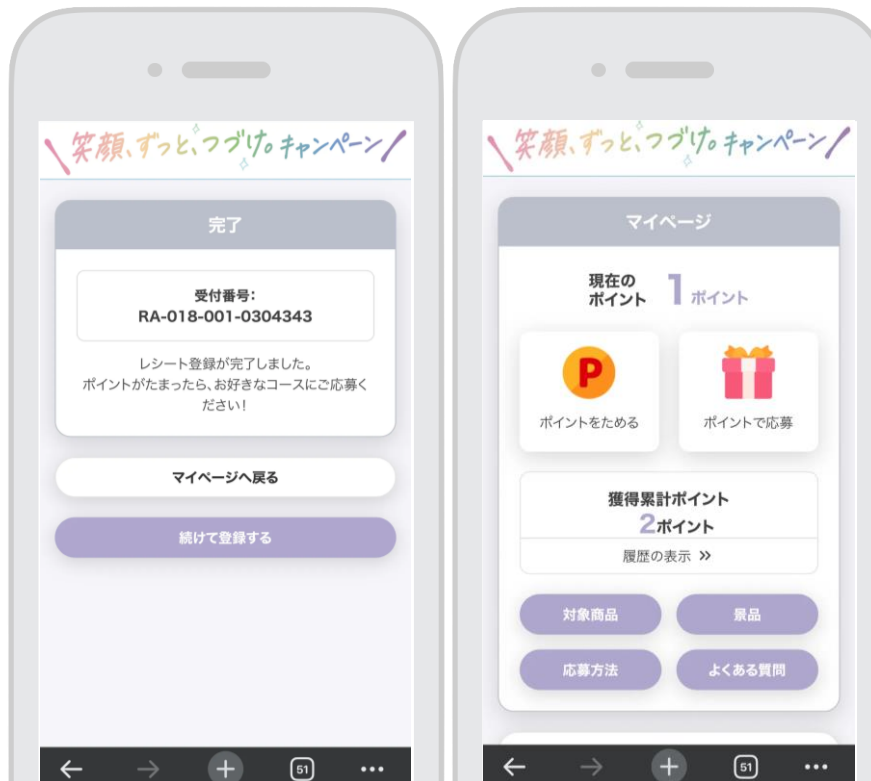 笑顔、ずっと、つづけ。キャンペーン
完了
受付番号：
RA-018-001-0304343
レシート登録が完了しました。
ポイントがたまったら、お好きなコースにご応募く
ださい！
マイページへ戻る
続けて登録する
51
笑顔、ずっと、つづけ。キャンペーン
マイページ
現在の
ポイント
1ポイント
P
ポイントをためる
ポイントで応募
獲得累計ポイント
2ポイント
履歴の表示 »
対象商品
景品
応募方法
よくある質問
51